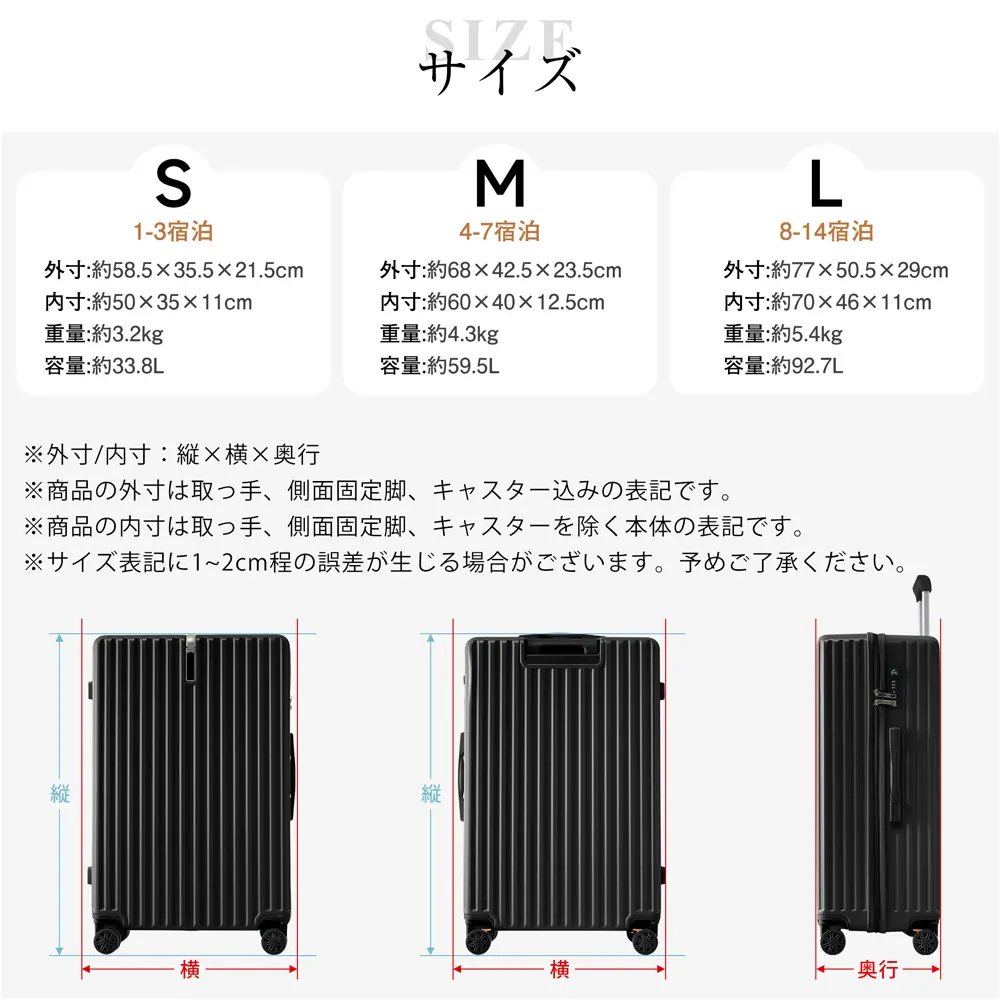 SIZE
サイズ
S
1-3宿泊
外寸:約58.5×35.5×21.5cm
内寸:約50×35×11cm
重量:約3.2kg
容量:約33.8L
M
4-7宿泊
外寸:約68×42.5×23.5cm
内寸:約60×40×12.5cm
重量:約4.3kg
容量:約59.5L
L
8-14宿泊
外寸:約77×50.5×29cm
内寸:約70×46×11cm
重量:約5.4kg
容量:約92.7L
※外寸/内寸：縦×横×奥行
※商品の外寸は取っ手、側面固定脚、キャスター込みの表記です。
※商品の内寸は取っ手、側面固定脚、キャスターを除く本体の表記です。
※サイズ表記に1~2cm程の誤差が生じる場合がございます。予めご了承ください。
縦
横
縦
横
奥行